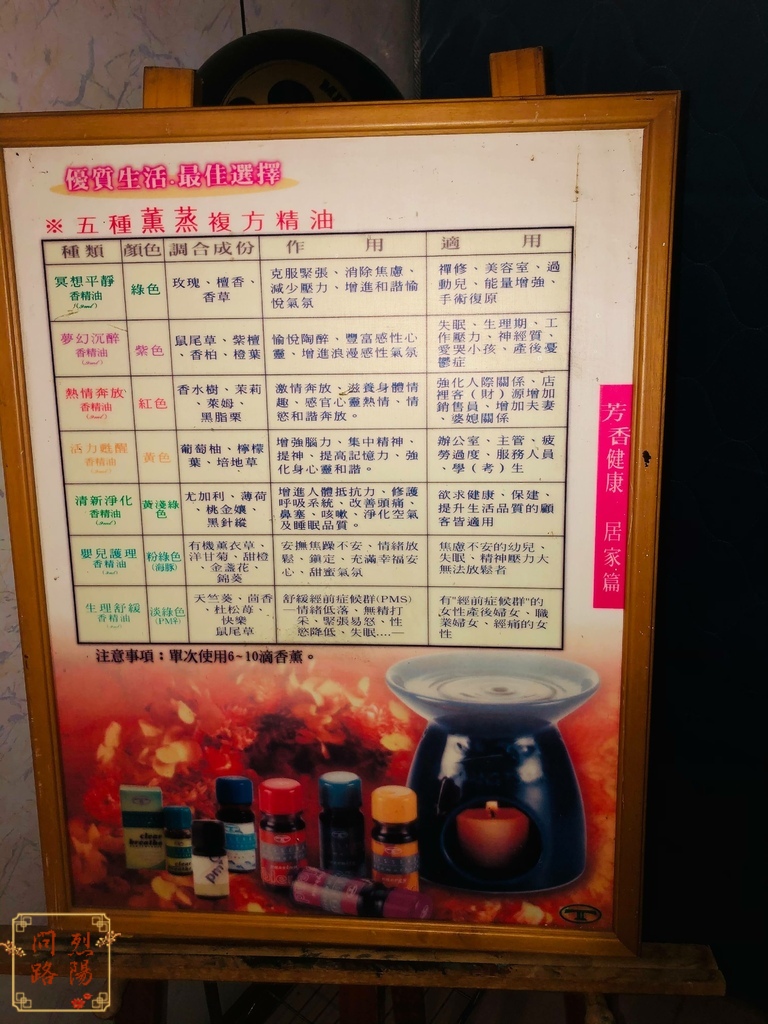 優質生活.最佳選擇
※五種薰蒸複方精油
種類 顏色 調合成份 作用 適用
冥想平靜
香精油
綠色
玫瑰、檀香、
香草
克服緊張、消除焦慮、
減少壓力、增進和諧愉
悅氣氛
禪修、美容室、過
動兒、能量增強、
手術復原
夢幻沉醉
香精油
紫色
鼠尾草、紫檀
、香柏、橙葉
愉悅陶醉、豐富感性心
靈、增進浪漫感性氣氛
失眠、生理期、工
作壓力、神經質、
愛哭小孩、產後憂
鬱症
熱情奔放
香精油
紅色
香水樹、茉莉
、萊姆、
黑脂栗
激情奔放、滋養身體情
趣、感官心靈熱情、情
慾和諧奔放。
強化人際關係、店
裡客(財)源增加
銷售員、增加夫妻
、婆媳關係
活力甦醒
香精油
黃色
葡萄柚、檸檬
葉、培地草
增強腦力、集中精神、
提神、提高記憶力、強
化身心靈和諧。
辦公室、主管、疲
勞過度、服務人員
、學(考)生
清新淨化
香精油
黃淺綠
色
尤加利、薄荷
、桃金孃、
黑針縱
增進人體抵抗力、修護
呼吸系統、改善頭痛、
鼻塞、咳嗽、淨化空氣
及睡眠品質。
欲求健康、保建、
提升生活品質的顧
客皆適用
嬰兒護理
香精油
粉綠色
(海豚)
有機薰衣草、
洋甘菊、甜橙
、金盞花、
錦葵
安撫焦躁不安、情緒放
鬆、鎮定、充滿幸福安
心、甜蜜氣氛
焦慮不安的幼兒、
失眠、精神壓力大
無法放鬆者
生理舒緩
香精油
淡綠色
(PMS)
天竺葵、茴香
、杜松莓、
快樂
鼠尾草
舒緩經前症候群(PMS)
—情緒低落、無精打
采、緊張易怒、性
慾降低、失眠....—
有"經前症候群"的
女性產後婦女、職
業婦女、經痛的女
性
注意事項：單次使用6~10滴香薰。
芳香健康 居家篇
clear
breathe
烈陽
問路